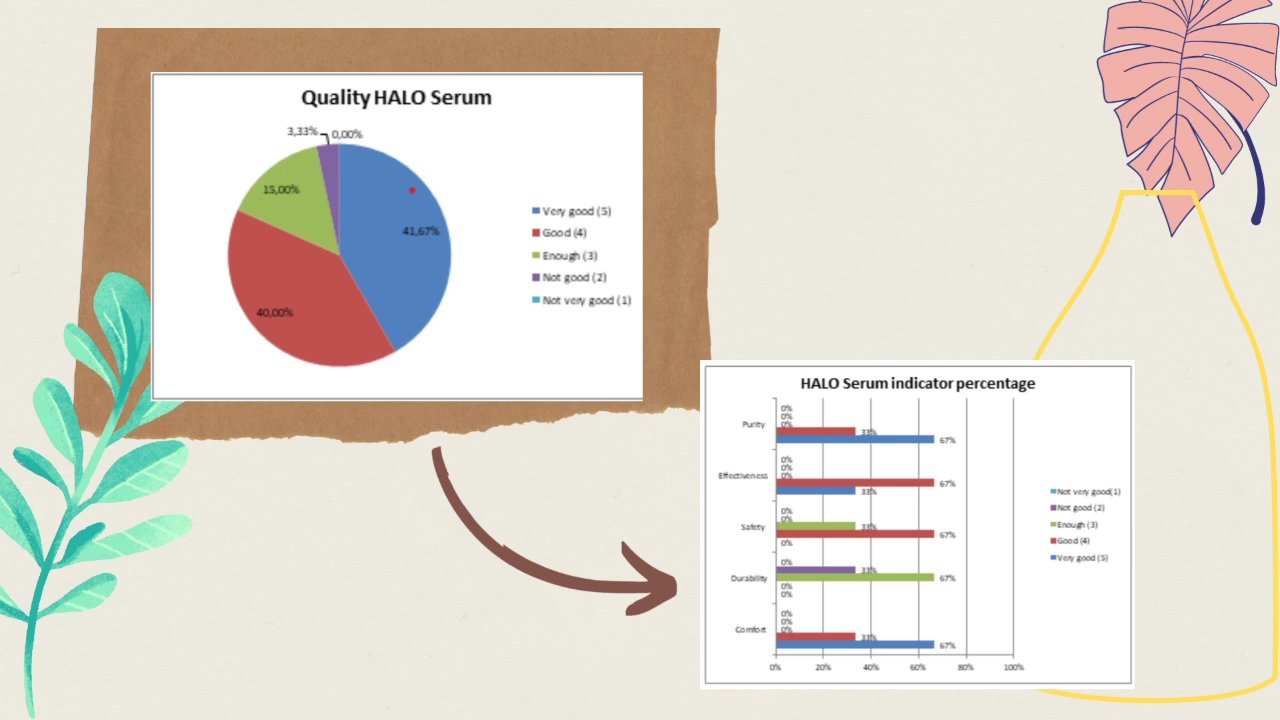 Quality HALO Serum
3,33%
0,00%
15,00%
41,67%
40,00%
Very good (5)
Good (4)
Enough (3)
Not good (2)
Not very good (1)
HALO Serum indicator percentage
Purity
0%
0%
0%
33%
67%
Effectiveness
0%
0%
0%
67%
33%
Safety
0%
0%
33%
67%
0%
Durability
0%
33%
67%
0%
0%
Comfort
0%
0%
0%
33%
67%
0% 20% 40% 60% 80% 100%
Not very good(1)
Not good (2)
Enough (3)
Good (4)
Very good (5)